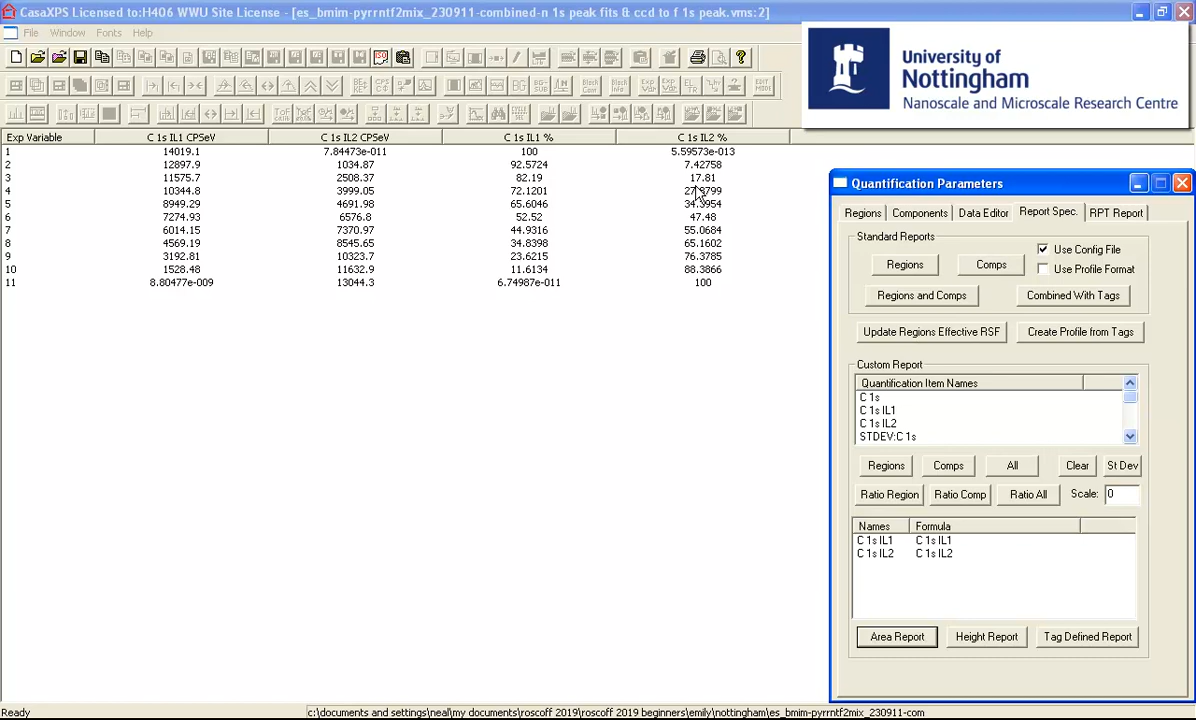 CasaXPS Licensed to:H406 WWU Site License - [es_bmim-pyrrntf2mix_230911-combined-n 1s peak fits & ccd to f 1s peak.vms:2]
File Window Fonts Help
University of
Nottingham
Nanoscale and Microscale Research Centre
Exp Variable C 1s IL1 CPSeV C 1s IL2 CPSeV C 1s IL1 % C 1s IL2 %
1 14019.1 7.84473e-011 100 5.59573e-013
2 12897.9 1034.87 92.5724 7.42758
3 11575.7 2508.37 82.19 17.81
4 10344.8 3999.05 72.1201
5 8949.29 4691.98 65.6046 34.3954
6 7274.93 6576.8 52.52 47.48
7 6014.15 7370.97 44.9316 55.0684
8 4569.19 8545.65 34.8398 65.1602
9 3192.81 10323.7 23.6215 76.3785
10 1528.48 11632.9 11.6134 88.3866
11 8.80477e-009 13044.3 6.74987e-011 100
Quantification Parameters
Regions Components Data Editor Report Spec. RPT Report
Standard Reports
Use Config File
Regions Comps
Use Profile Format
Regions and Comps Combined With Tags
Update Regions Effective RSF Create Profile from Tags
Custom Report
Quantification Item Names
C 1s
C 1s IL1
C 1s IL2
STDEV:C 1s
Regions Comps All Clear St Dev
Ratio Region Ratio Comp Ratio All Scale: 0
Names Formula
C 1s IL1 C 1s IL1
C 1s IL2 C 1s IL2
Area Report Height Report Tag Defined Report
Ready c:\documents and settings\neal\my documents\roscoff 2019\roscoff 2019 beginners\emily\nottingham\es_bmim-pyrrntf2mix_230911-com